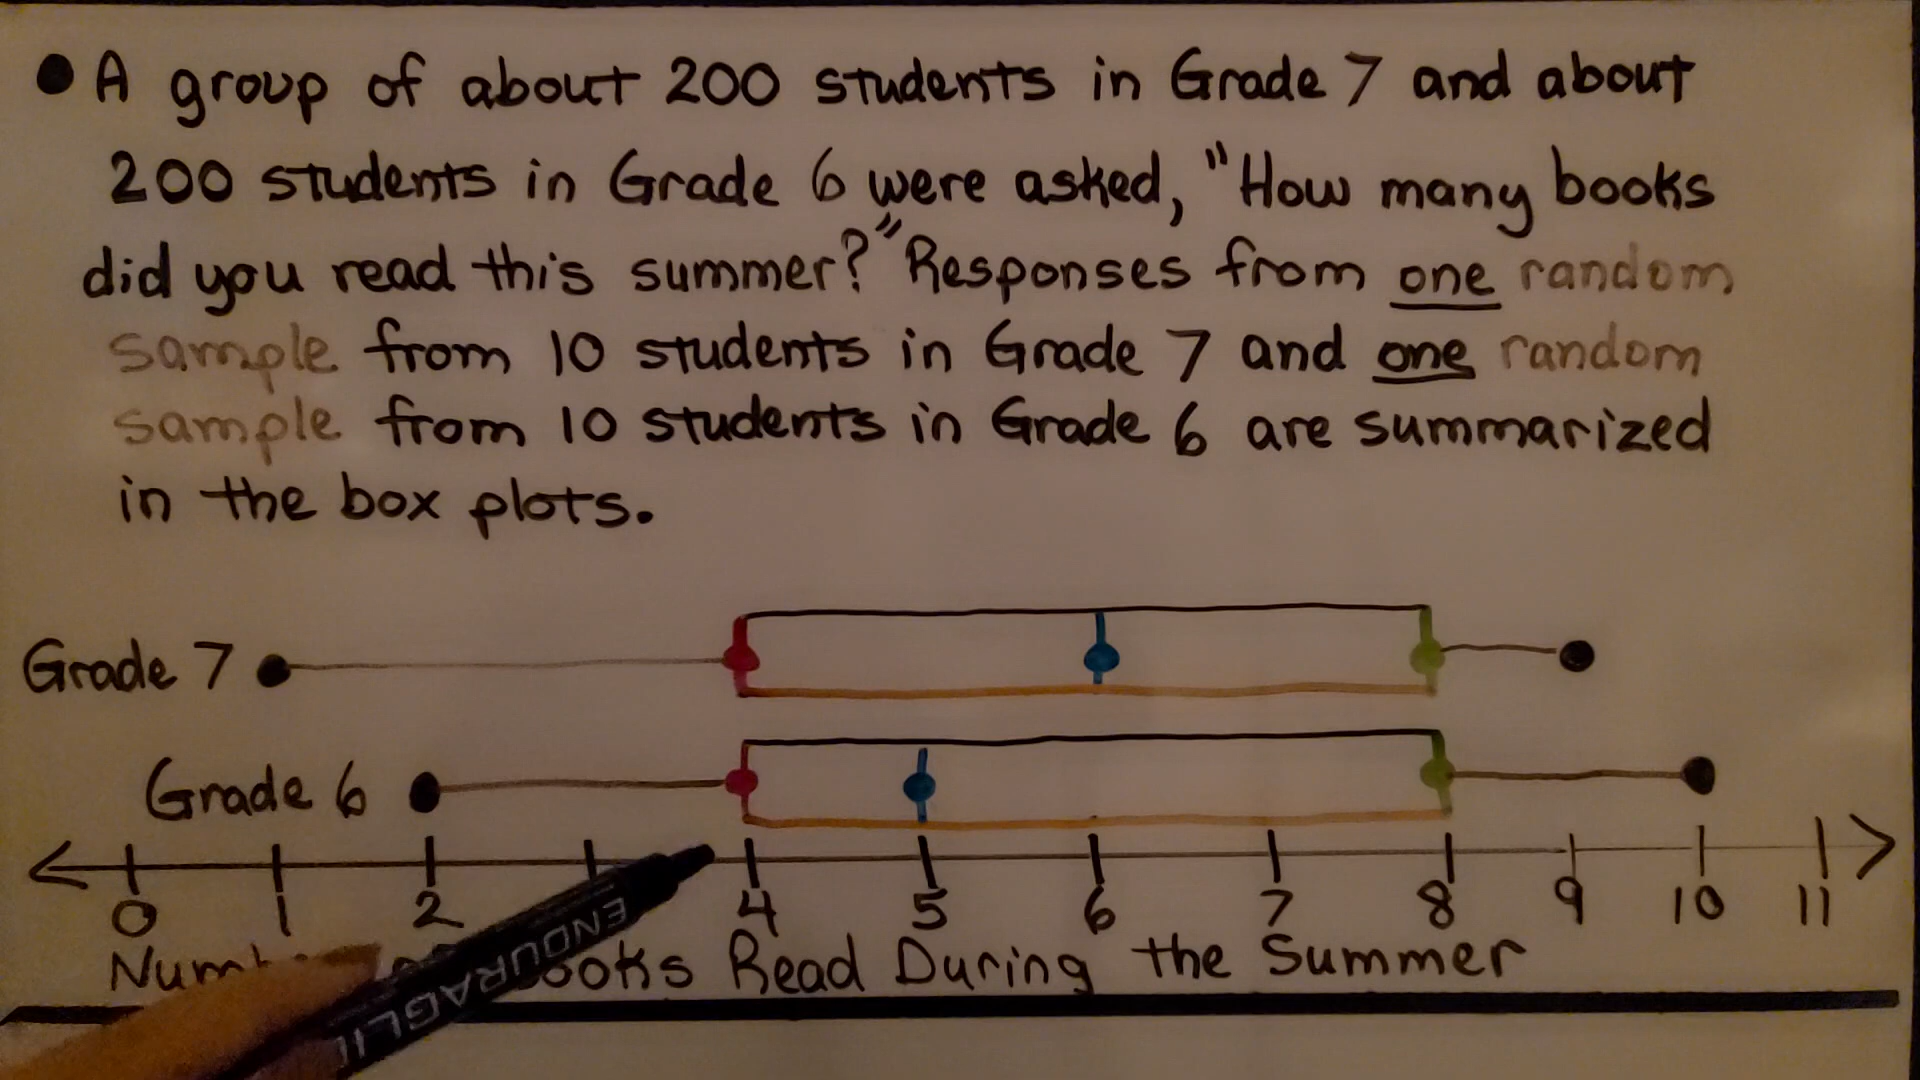 A group of about 200 students in Grade 7 and about
200 students in Grade 6 were asked, "How many books
did you read this summer?" Responses from one random
sample from 10 students in Grade 7 and one random
sample from 10 students in Grade 6 are summarized
in the box plots.
Grade 7
Grade 6
0 1 2 4 5 6 7 8 9 10 11
Read During the Summer